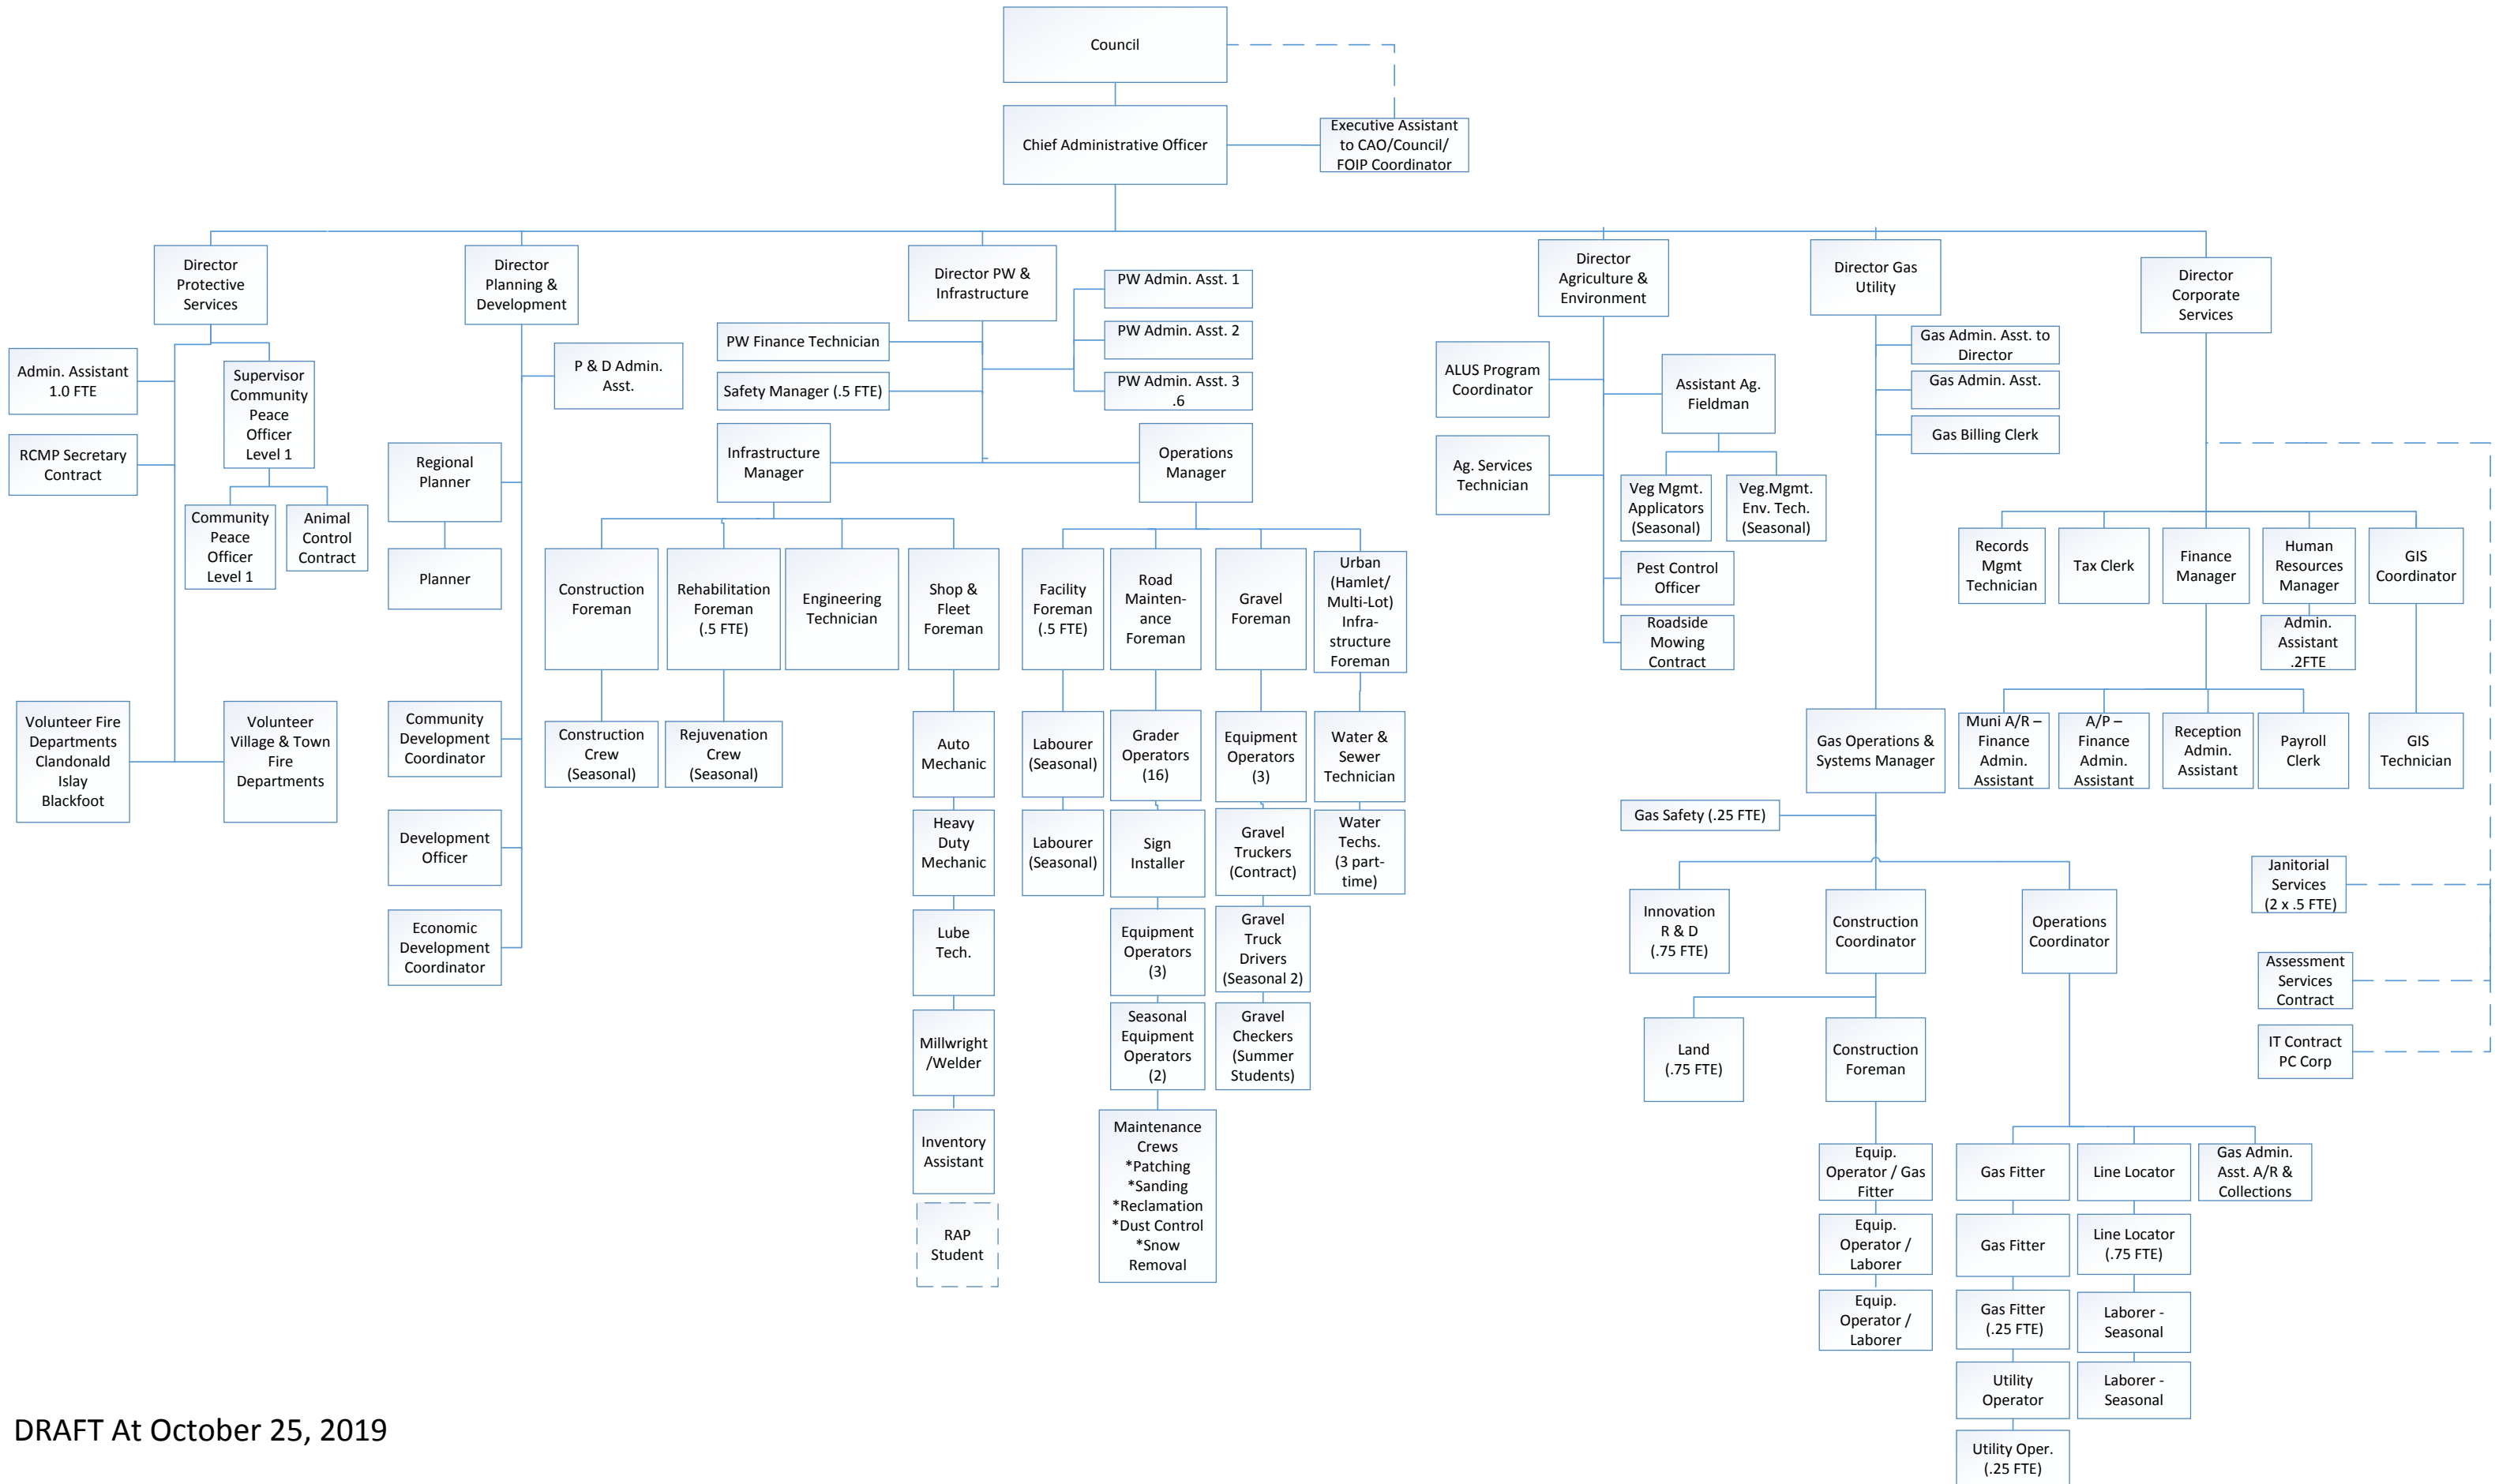 Council
Chief Administrative Officer
Executive Assistant
to CAO/Council/
FOIP Coordinator
Director
Protective
Services
Admin. Assistant
1.0 FTE
RCMP Secretary
Contract
Supervisor
Community
Peace
Officer
Level 1
Community
Peace
Officer
Level 1
Animal
Control
Contract
Volunteer Fire
Departments
Clandonald
Islay
Blackfoot
Volunteer
Village & Town
Fire
Departments
Director
Planning &
Development
P & D Admin.
Asst.
Regional
Planner
Planner
Community
Development
Coordinator
Development
Officer
Economic
Development
Coordinator
Director PW &
Infrastructure
PW Finance Technician
Safety Manager (.5 FTE)
PW Admin. Asst. 1
PW Admin. Asst. 2
PW Admin. Asst. 3
.6
Infrastructure
Manager
Operations
Manager
Construction
Foreman
Rehabilitation
Foreman
(.5 FTE)
Engineering
Technician
Shop &
Fleet
Foreman
Construction
Crew
(Seasonal)
Rejuvenation
Crew
(Seasonal)
Auto
Mechanic
Heavy
Duty
Mechanic
Lube
Tech.
Millwright
/Welder
Inventory
Assistant
RAP
Student
Facility
Foreman
(.5 FTE)
Road
Mainten-
ance
Foreman
Gravel
Foreman
Urban
(Hamlet/
Multi-Lot)
Infra-
structure
Foreman
Labourer
(Seasonal)
Labourer
(Seasonal)
Grader
Operators
(16)
Sign
Installer
Equipment
Operators
(3)
Seasonal
Equipment
Operators
(2)
Maintenance
Crews
*Patching
*Sanding
*Reclamation
*Dust Control
*Snow
Removal
Equipment
Operators
(3)
Gravel
Truckers
(Contract)
Gravel
Truck
Drivers
(Seasonal 2)
Gravel
Checkers
(Summer
Students)
Water &
Sewer
Technician
Water
Techs.
(3 part-
time)
Director
Agriculture &
Environment
ALUS Program
Coordinator
Ag. Services
Technician
Assistant Ag.
Fieldman
Veg Mgmt.
Applicators
(Seasonal)
Veg.Mgmt.
Env. Tech.
(Seasonal)
Pest Control
Officer
Roadside
Mowing
Contract
Director Gas
Utility
Gas Admin. Asst. to
Director
Gas Admin. Asst.
Gas Billing Clerk
Gas Operations &
Systems Manager
Gas Safety (.25 FTE)
Innovation
R & D
(.75 FTE)
Construction
Coordinator
Operations
Coordinator
Land
(.75 FTE)
Construction
Foreman
Equip.
Operator / Gas
Fitter
Equip.
Operator /
Laborer
Equip.
Operator /
Laborer
Gas Fitter
Gas Fitter
Gas Fitter
(.25 FTE)
Utility
Operator
Utility Oper.
(.25 FTE)
Line Locator
Line Locator
(.75 FTE)
Laborer -
Seasonal
Laborer -
Seasonal
Gas Admin.
Asst. A/R &
Collections
Director
Corporate
Services
Records
Mgmt
Technician
Tax Clerk
Finance
Manager
Human
Resources
Manager
GIS
Coordinator
Admin.
Assistant
.2FTE
Muni A/R –
Finance
Admin.
Assistant
A/P –
Finance
Admin.
Assistant
Reception
Admin.
Assistant
Payroll
Clerk
GIS
Technician
Janitorial
Services
(2 x .5 FTE)
Assessment
Services
Contract
IT Contract
PC Corp
DRAFT At October 25, 2019